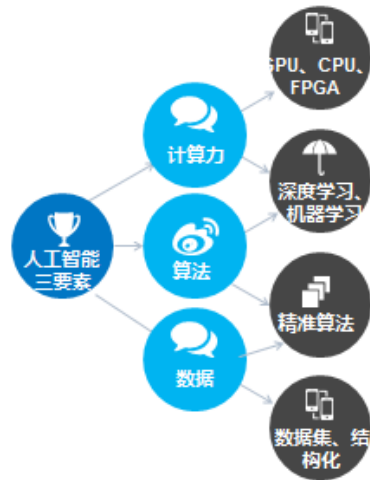 人工智能
三要素
计算力
算法
数据
GPU、CPU、
FPGA
深度学习、
机器学习
精准算法
数据集、结
构化